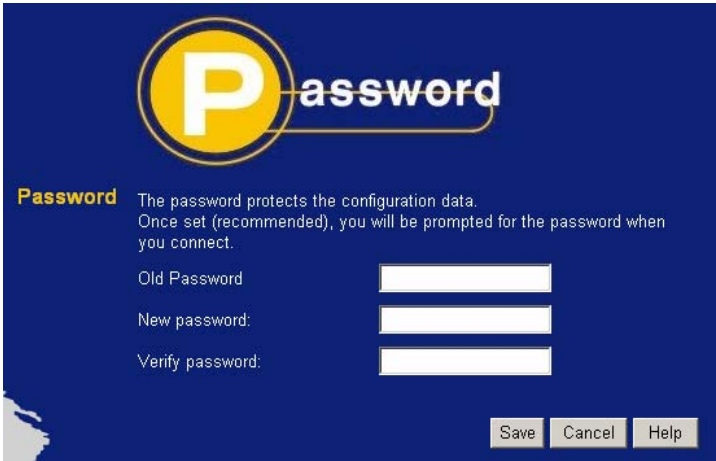 Password
Password
The password protects the configuration data.
Once set (recommended), you will be prompted for the password when
you connect.
Old Password
New password:
Verify password:
Save Cancel Help